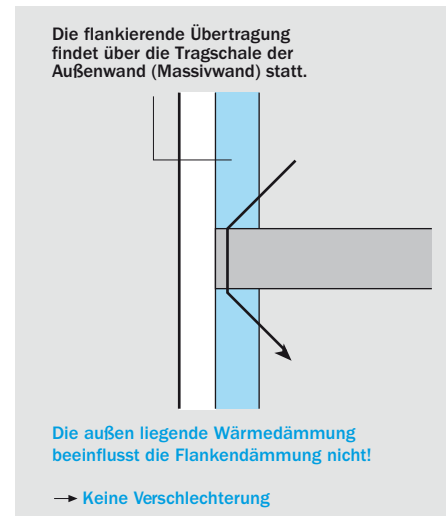 Die flankierende Übertragung
findet über die Tragschale der
Außenwand (Massivwand) statt.
Die außen liegende Wärmedämmung
beeinflusst die Flankendämmung nicht!
→ Keine Verschlechterung